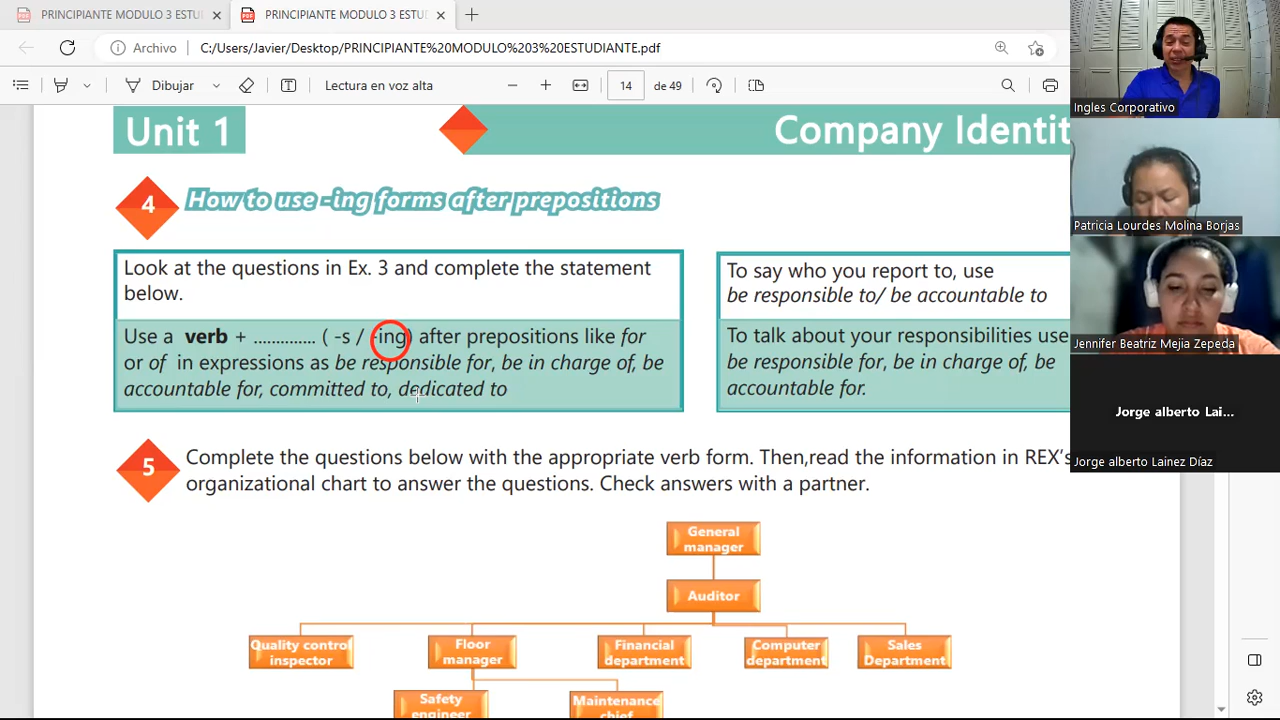 PRINCIPIANTE MODULO 3 ESTU
PRINCIPIANTE MODULO 3 ESTU
Archivo
C:/Users/Javier/Desktop/PRINCIPIANTE%20MODULO%203%20ESTUDIANTE.pdf
Dibujar
Lectura en voz alta
14
de 49
Unit 1
Company Identit
4
How to use -ing forms after prepositions
Look at the questions in Ex. 3 and complete the statement
below.
Use a verb + .............. ( -s / -ing) after prepositions like for
or of in expressions as be responsible for, be in charge of, be
accountable for, committed to, dedicated to
To say who you report to, use
be responsible to/ be accountable to
To talk about your responsibilities use
be responsible for, be in charge of, be
accountable for.
5
Complete the questions below with the appropriate verb form. Then,read the information in REX's
organizational chart to answer the questions. Check answers with a partner.
General
manager
Auditor
Quality control
inspector
Floor
manager
Financial
department
Computer
department
Sales
Department
Safety
engineer
Maintenance
chief
Ingles Corporativo
Patricia Lourdes Molina Borjas
Jennifer Beatriz Mejia Zepeda
Jorge alberto Lai...
Jorge alberto Lainez Díaz